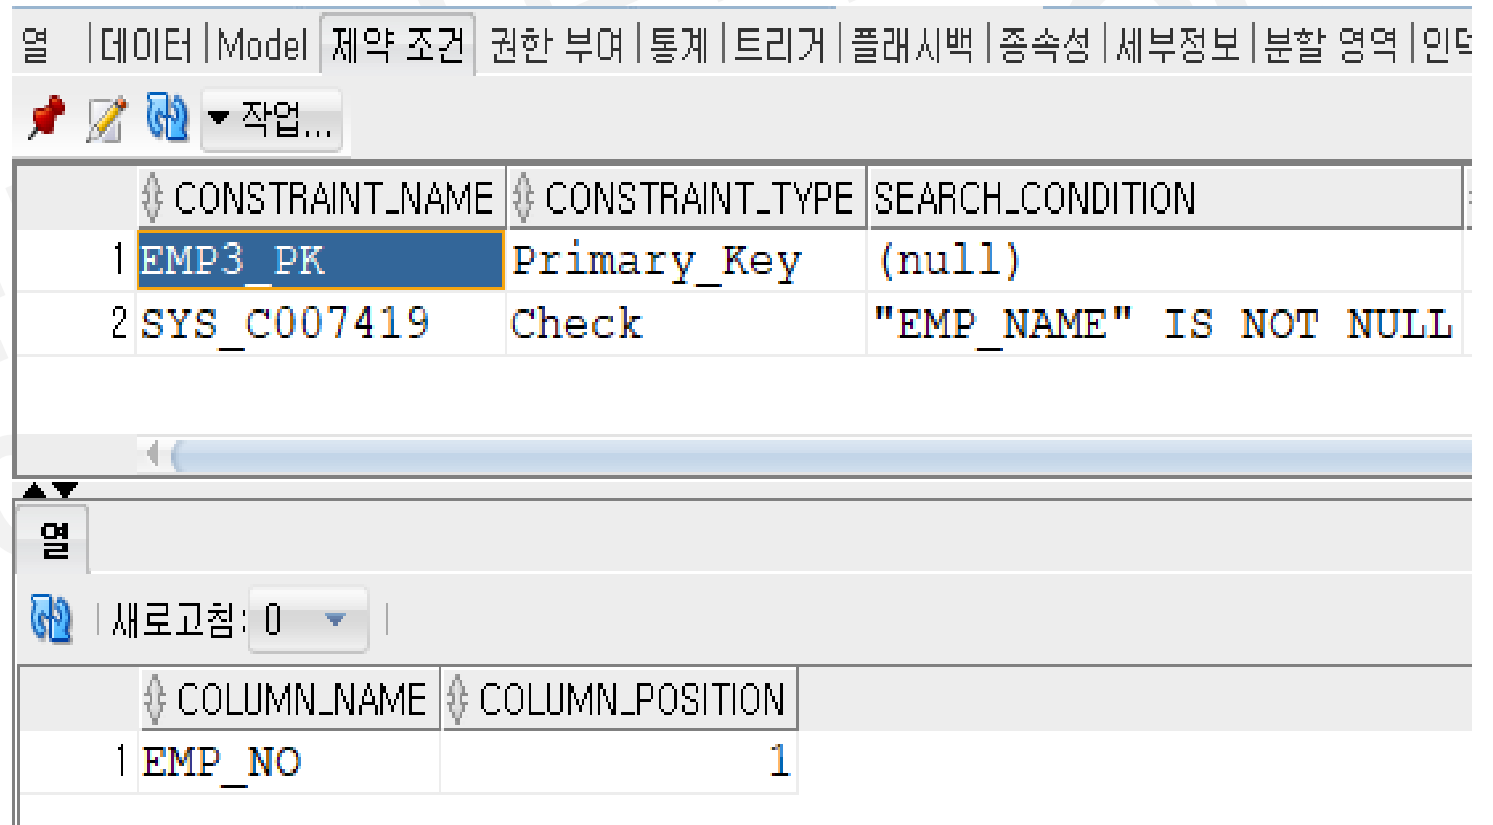 열 | 데이터 | Model | 제약 조건 | 권한 부여 | 통계 | 트리거 | 플래시백 | 종속성 | 세부정보 | 분할 영역
작업...
CONSTRAINT_NAME CONSTRAINT_TYPE SEARCH_CONDITION
1 EMP3_PK Primary_Key (null)
2 SYS_C007419 Check "EMP_NAME" IS NOT NULL
열
새로고침: 0
COLUMN_NAME COLUMN_POSITION
1 EMP_NO 1